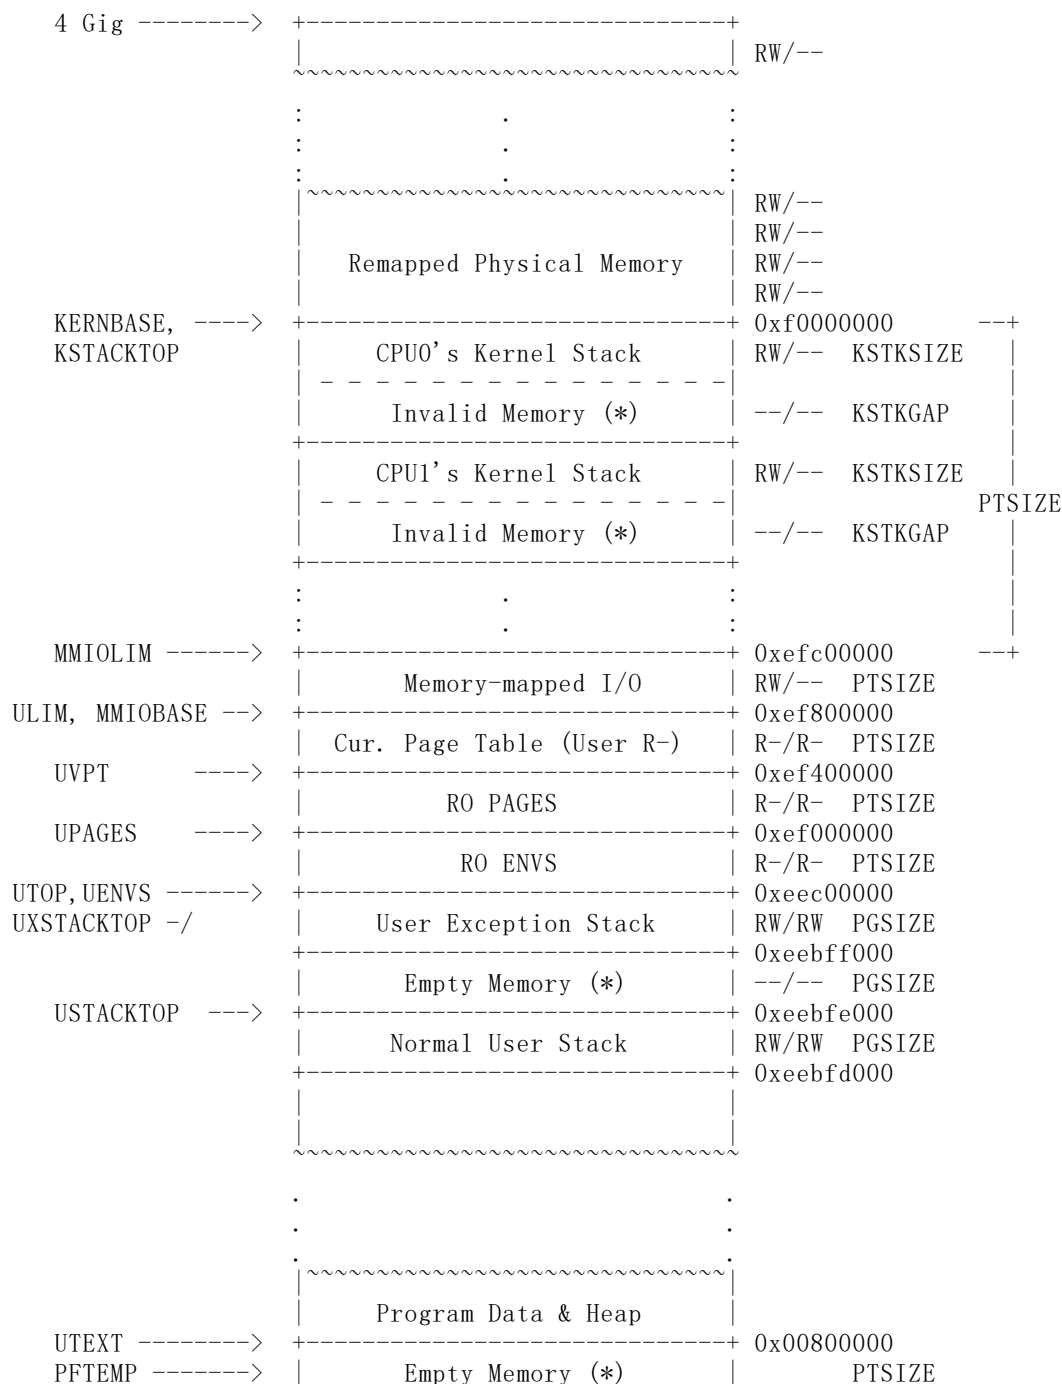 4 Gig -------->  +------------------------------+
                 |                              | RW/--
                 ~~~~~~~~~~~~~~~~~~~~~~~~~~~~~~~~
                 :              .               :
                 :              .               :
                 :              .               :
                 |~~~~~~~~~~~~~~~~~~~~~~~~~~~~~~| RW/--
                 |                              | RW/--
                 |   Remapped Physical Memory   | RW/--
                 |                              | RW/--
KERNBASE, ---->  +------------------------------+ 0xf0000000      --+
KSTACKTOP        |     CPU0's Kernel Stack      | RW/--  KSTKSIZE   |
                 | - - - - - - - - - - - - - - -|                   |
                 |      Invalid Memory (*)      | --/--  KSTKGAP    |
                 +------------------------------+                   |
                 |     CPU1's Kernel Stack      | RW/--  KSTKSIZE   |
                 | - - - - - - - - - - - - - - -|                 PTSIZE
                 |      Invalid Memory (*)      | --/--  KSTKGAP    |
                 +------------------------------+                   |
                 :              .               :                   |
                 :              .               :                   |
MMIOLIM ------>  +------------------------------+ 0xefc00000      --+
                 |       Memory-mapped I/O      | RW/--  PTSIZE
ULIM, MMIOBASE -->  +------------------------------+ 0xef800000
                 |  Cur. Page Table (User R-)   | R-/R-  PTSIZE
UVPT      ---->  +------------------------------+ 0xef400000
                 |          RO PAGES            | R-/R-  PTSIZE
UPAGES    ---->  +------------------------------+ 0xef000000
                 |           RO ENVS            | R-/R-  PTSIZE
UTOP,UENVS ------>  +------------------------------+ 0xeec00000
UXSTACKTOP -/    |     User Exception Stack     | RW/RW  PGSIZE
                 +------------------------------+ 0xeebff000
                 |       Empty Memory (*)       | --/--  PGSIZE
USTACKTOP  --->  +------------------------------+ 0xeebfe000
                 |      Normal User Stack       | RW/RW  PGSIZE
                 +------------------------------+ 0xeebfd000
                 |                              |
                 |                              |
                 ~~~~~~~~~~~~~~~~~~~~~~~~~~~~~~~~
                 .                              .
                 .                              .
                 .                              .
                 |~~~~~~~~~~~~~~~~~~~~~~~~~~~~~~|
                 |     Program Data & Heap      |
UTEXT -------->  +------------------------------+ 0x00800000
PFTEMP ------->  |       Empty Memory (*)       |        PTSIZE